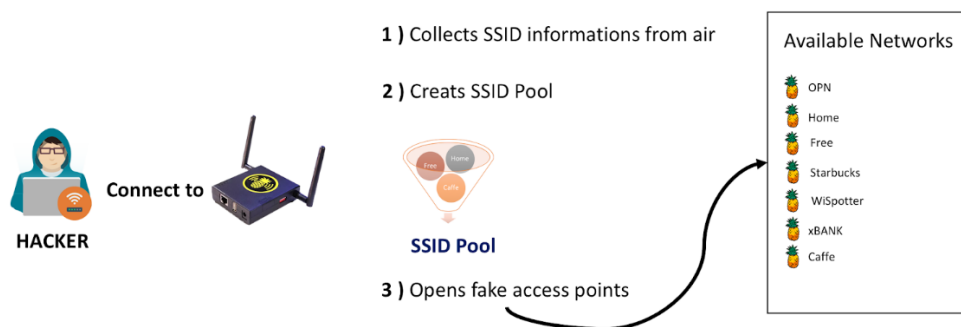 1 ) Collects SSID informations from air
2 ) Creats SSID Pool
Free
Home
Caffe
SSID Pool
3 ) Opens fake access points
HACKER
Connect to
Available Networks
OPN
Home
Free
Starbucks
WiSpotter
xBANK
Caffe